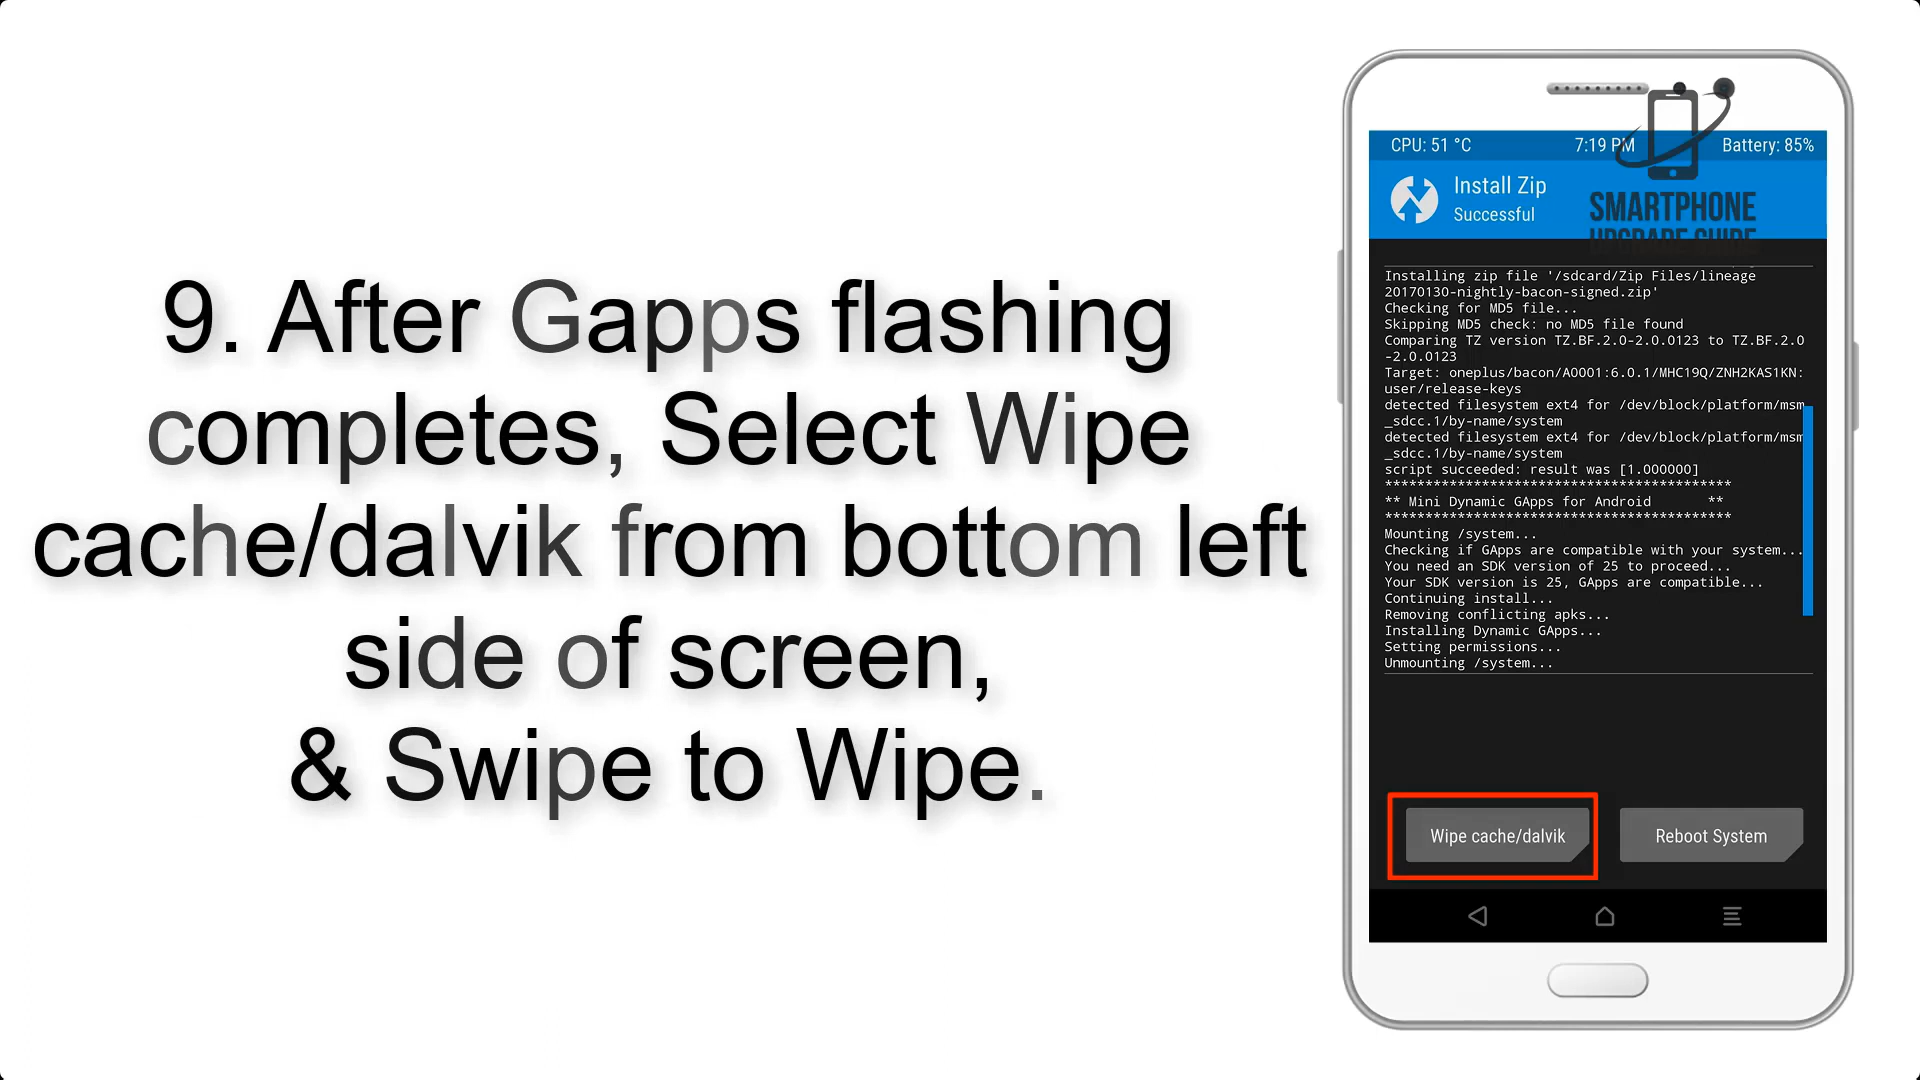 9. After Gapps flashing
completes, Select Wipe
cache/dalvik from bottom left
side of screen,
& Swipe to Wipe.
CPU: 51 °C 7:19 PM Battery: 85%
Install Zip
Successful
SMARTPHONE
UPGRADE GUIDE
Installing zip file '/sdcard/Zip Files/lineage
20170130-nightly-bacon-signed.zip'
Checking for MD5 file...
Skipping MD5 check: no MD5 file found
Comparing TZ version TZ.BF.2.0-2.0.0123 to TZ.BF.2.0
-2.0.0123
Target: oneplus/bacon/A0001:6.0.1/MHC19Q/ZNH2KAS1KN:
user/release-keys
detected filesystem ext4 for /dev/block/platform/msm
_sdcc.1/by-name/system
detected filesystem ext4 for /dev/block/platform/msm
_sdcc.1/by-name/system
script succeeded: result was [1.000000]
******************************************
** Mini Dynamic GApps for Android **
******************************************
Mounting /system...
Checking if GApps are compatible with your system...
You need an SDK version of 25 to proceed...
Your SDK version is 25, GApps are compatible...
Continuing install...
Removing conflicting apks...
Installing Dynamic GApps...
Setting permissions...
Unmounting /system...
Wipe cache/dalvik
Reboot System